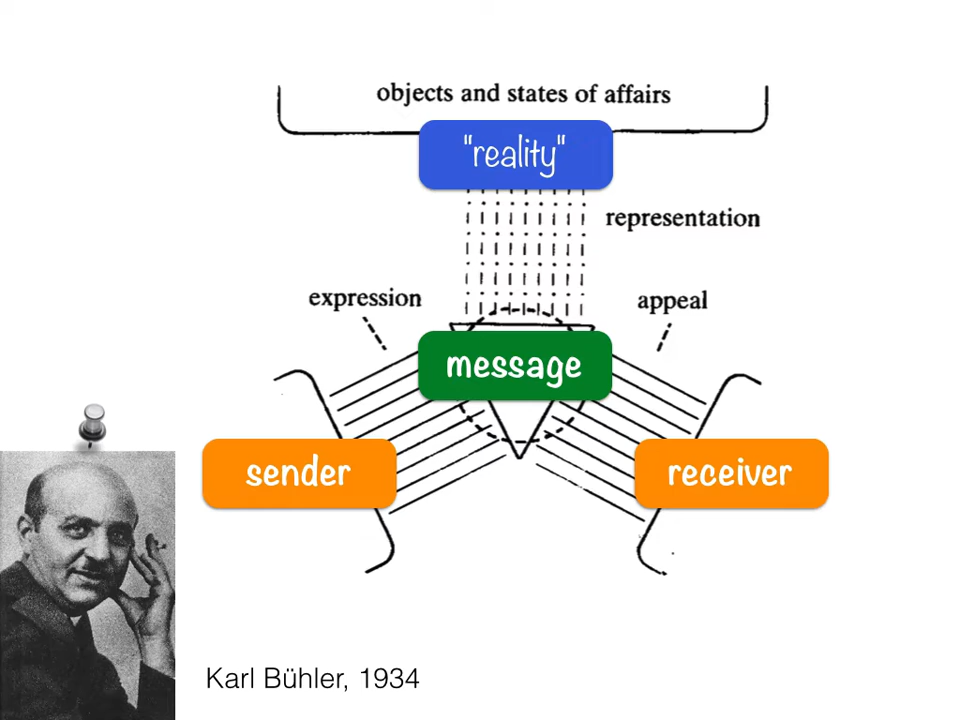 objects and states of affairs
"reality"
representation
expression
appeal
message
sender
receiver
Karl Bühler, 1934